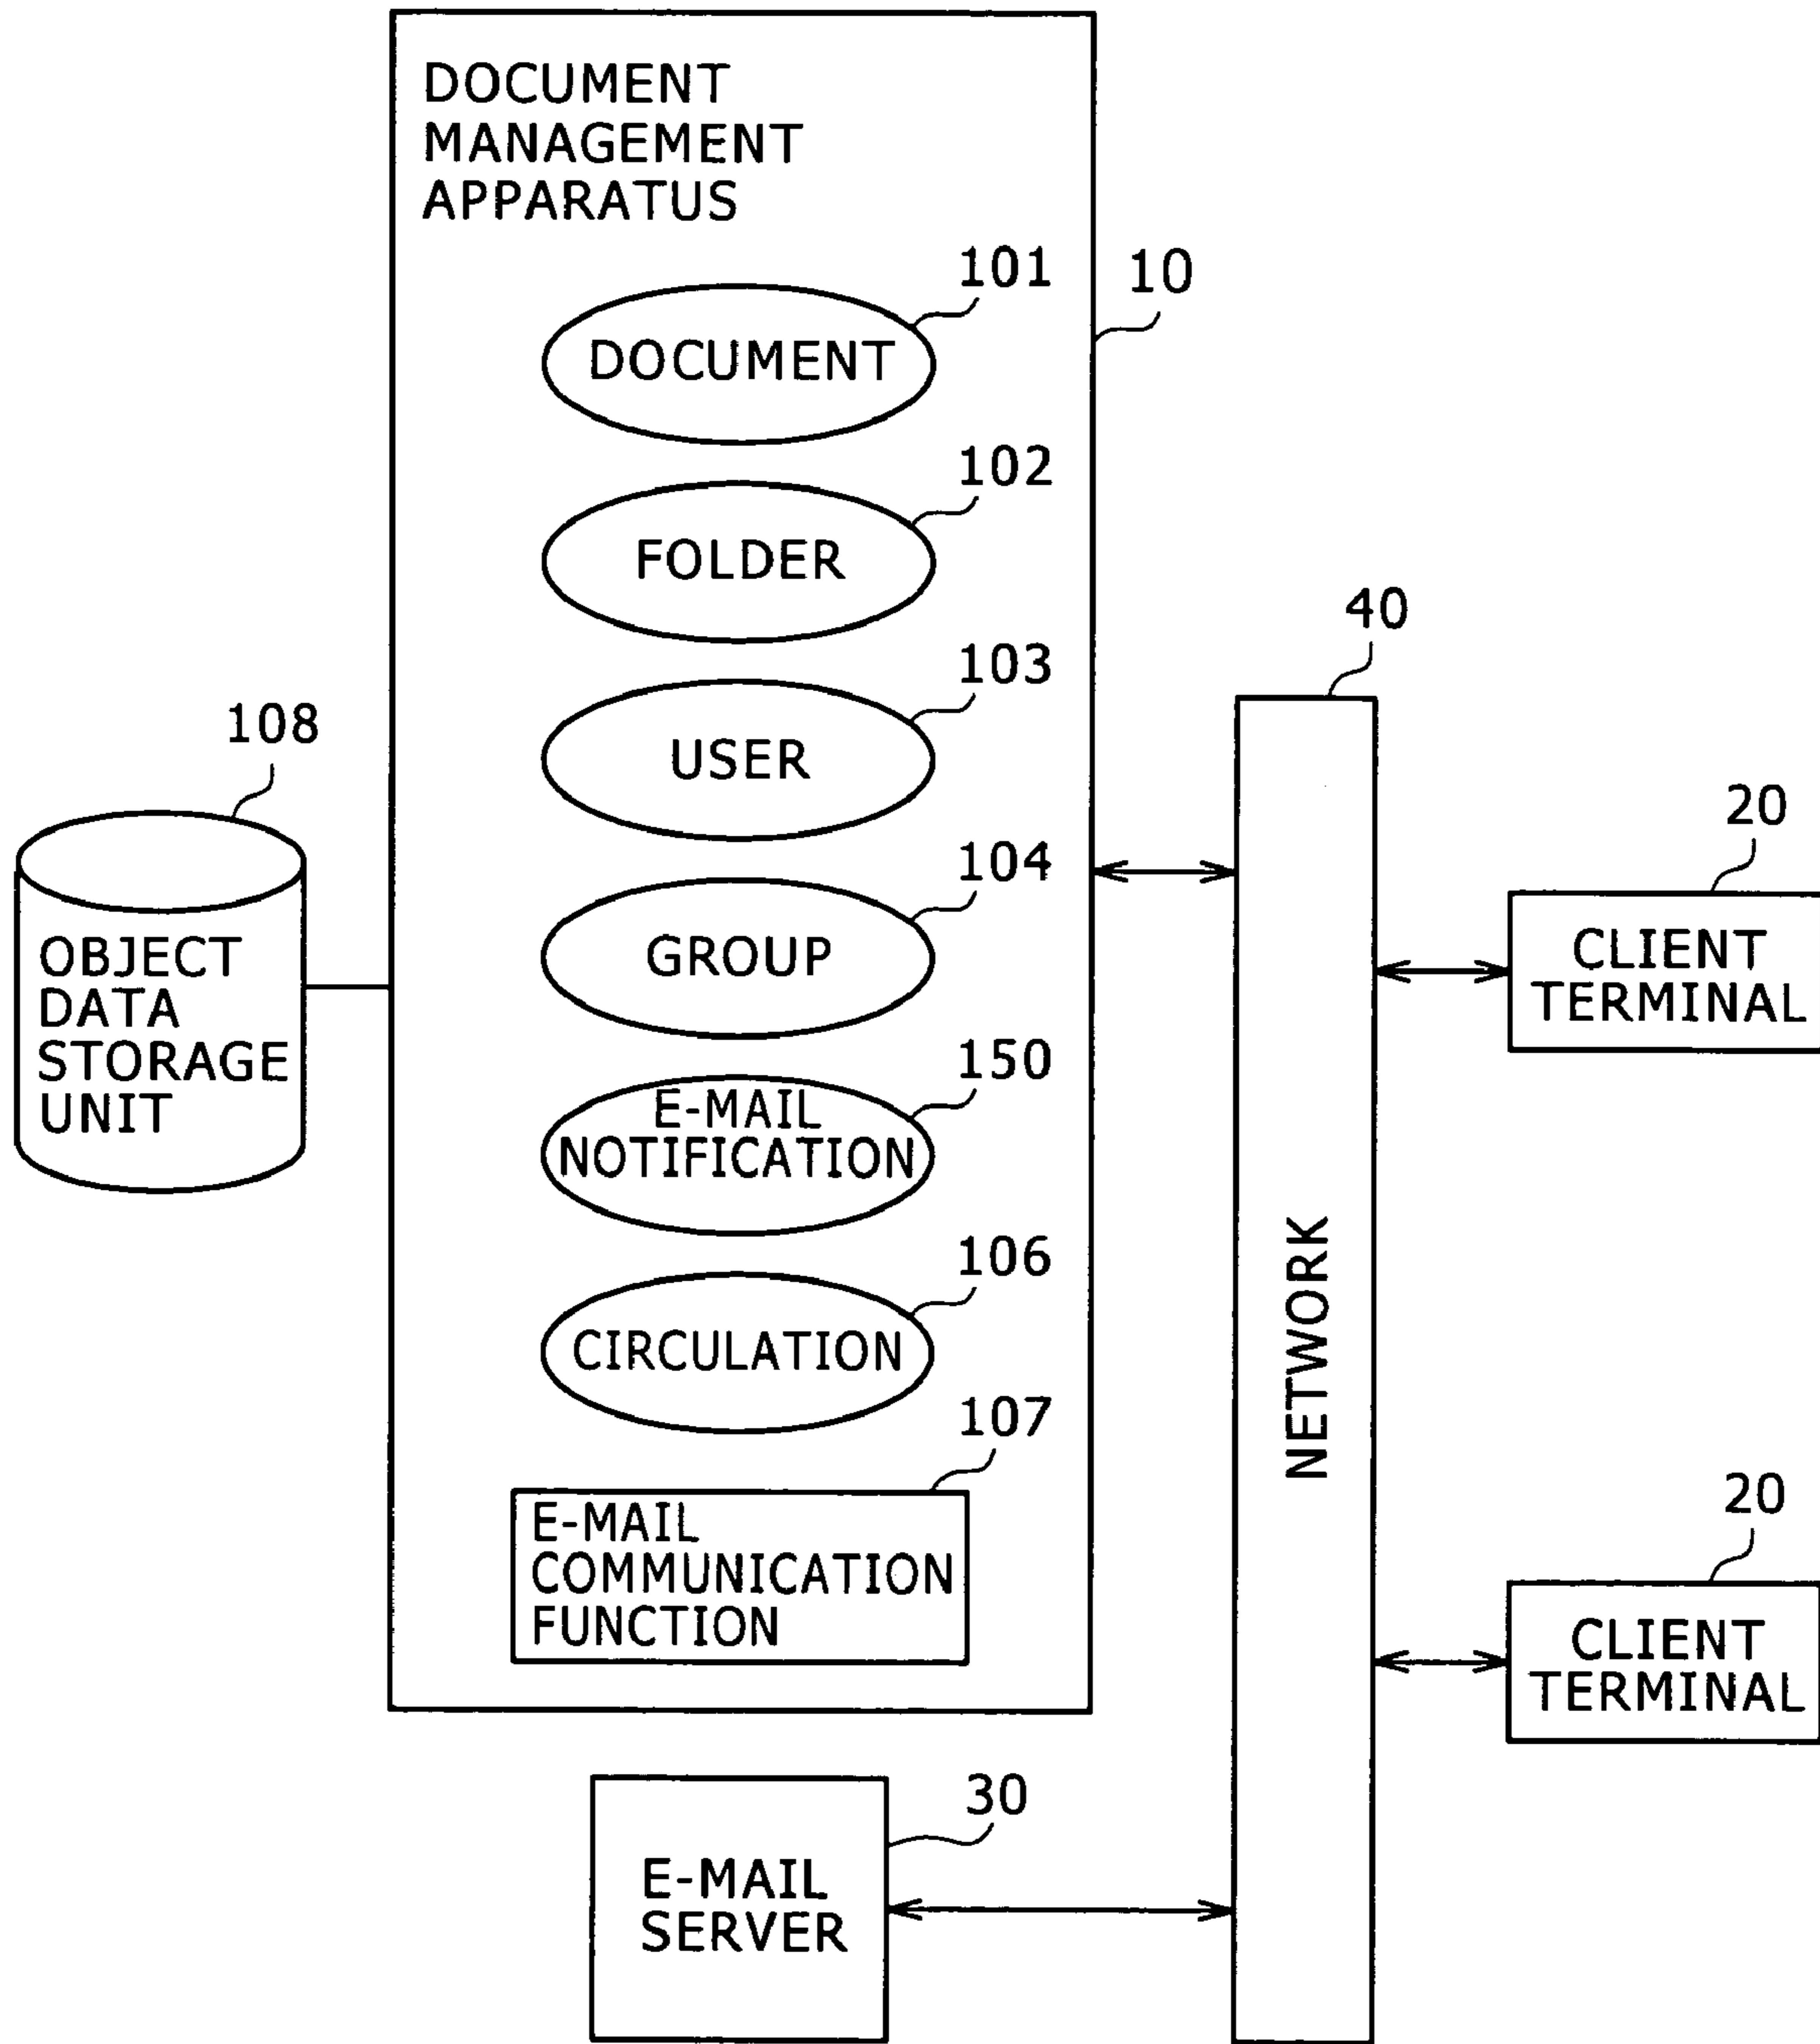 DOCUMENT
MANAGEMENT
APPARATUS
10
101
DOCUMENT
102
FOLDER
103
USER
104
GROUP
150
E-MAIL
NOTIFICATION
106
CIRCULATION
107
E-MAIL
COMMUNICATION
FUNCTION
108
OBJECT
DATA
STORAGE
UNIT
40
NETWORK
20
CLIENT
TERMINAL
20
CLIENT
TERMINAL
30
E-MAIL
SERVER